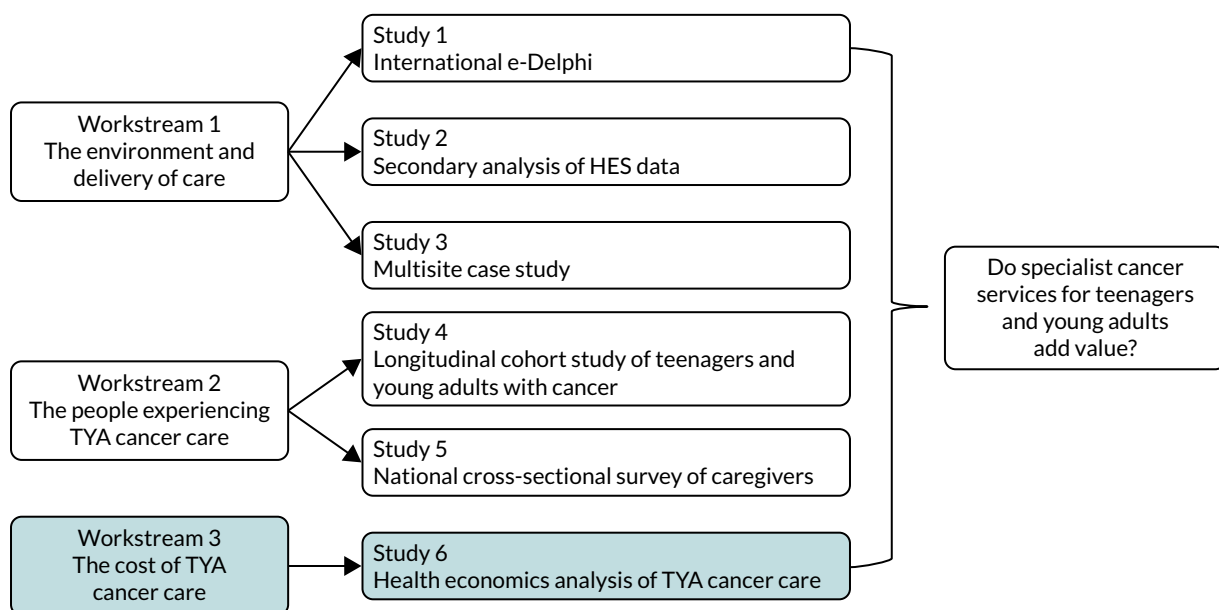 Workstream 1
The environment and
delivery of care
Study 1
International e-Delphi
Study 2
Secondary analysis of HES data
Study 3
Multisite case study
Workstream 2
The people experiencing
TYA cancer care
Study 4
Longitudinal cohort study of teenagers and
young adults with cancer
Study 5
National cross-sectional survey of caregivers
Workstream 3
The cost of TYA
cancer care
Study 6
Health economics analysis of TYA cancer care
Do specialist cancer
services for teenagers
and young adults
add value?